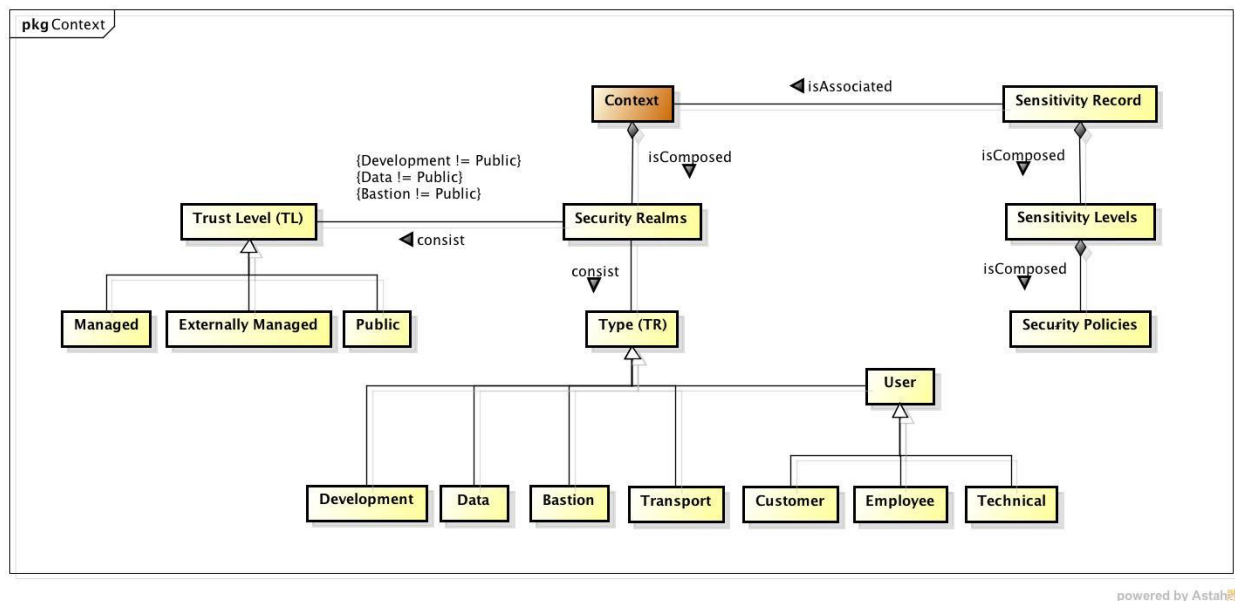 pkg Context
isAssociated
Context
Sensitivity Record
isComposed
isComposed
{Development != Public}
{Data != Public}
{Bastion != Public}
Trust Level (TL)
Security Realms
Sensitivity Levels
consist
consist
isComposed
Managed
Externally Managed
Public
Type (TR)
Security Policies
User
Development
Data
Bastion
Transport
Customer
Employee
Technical
powered by Astah